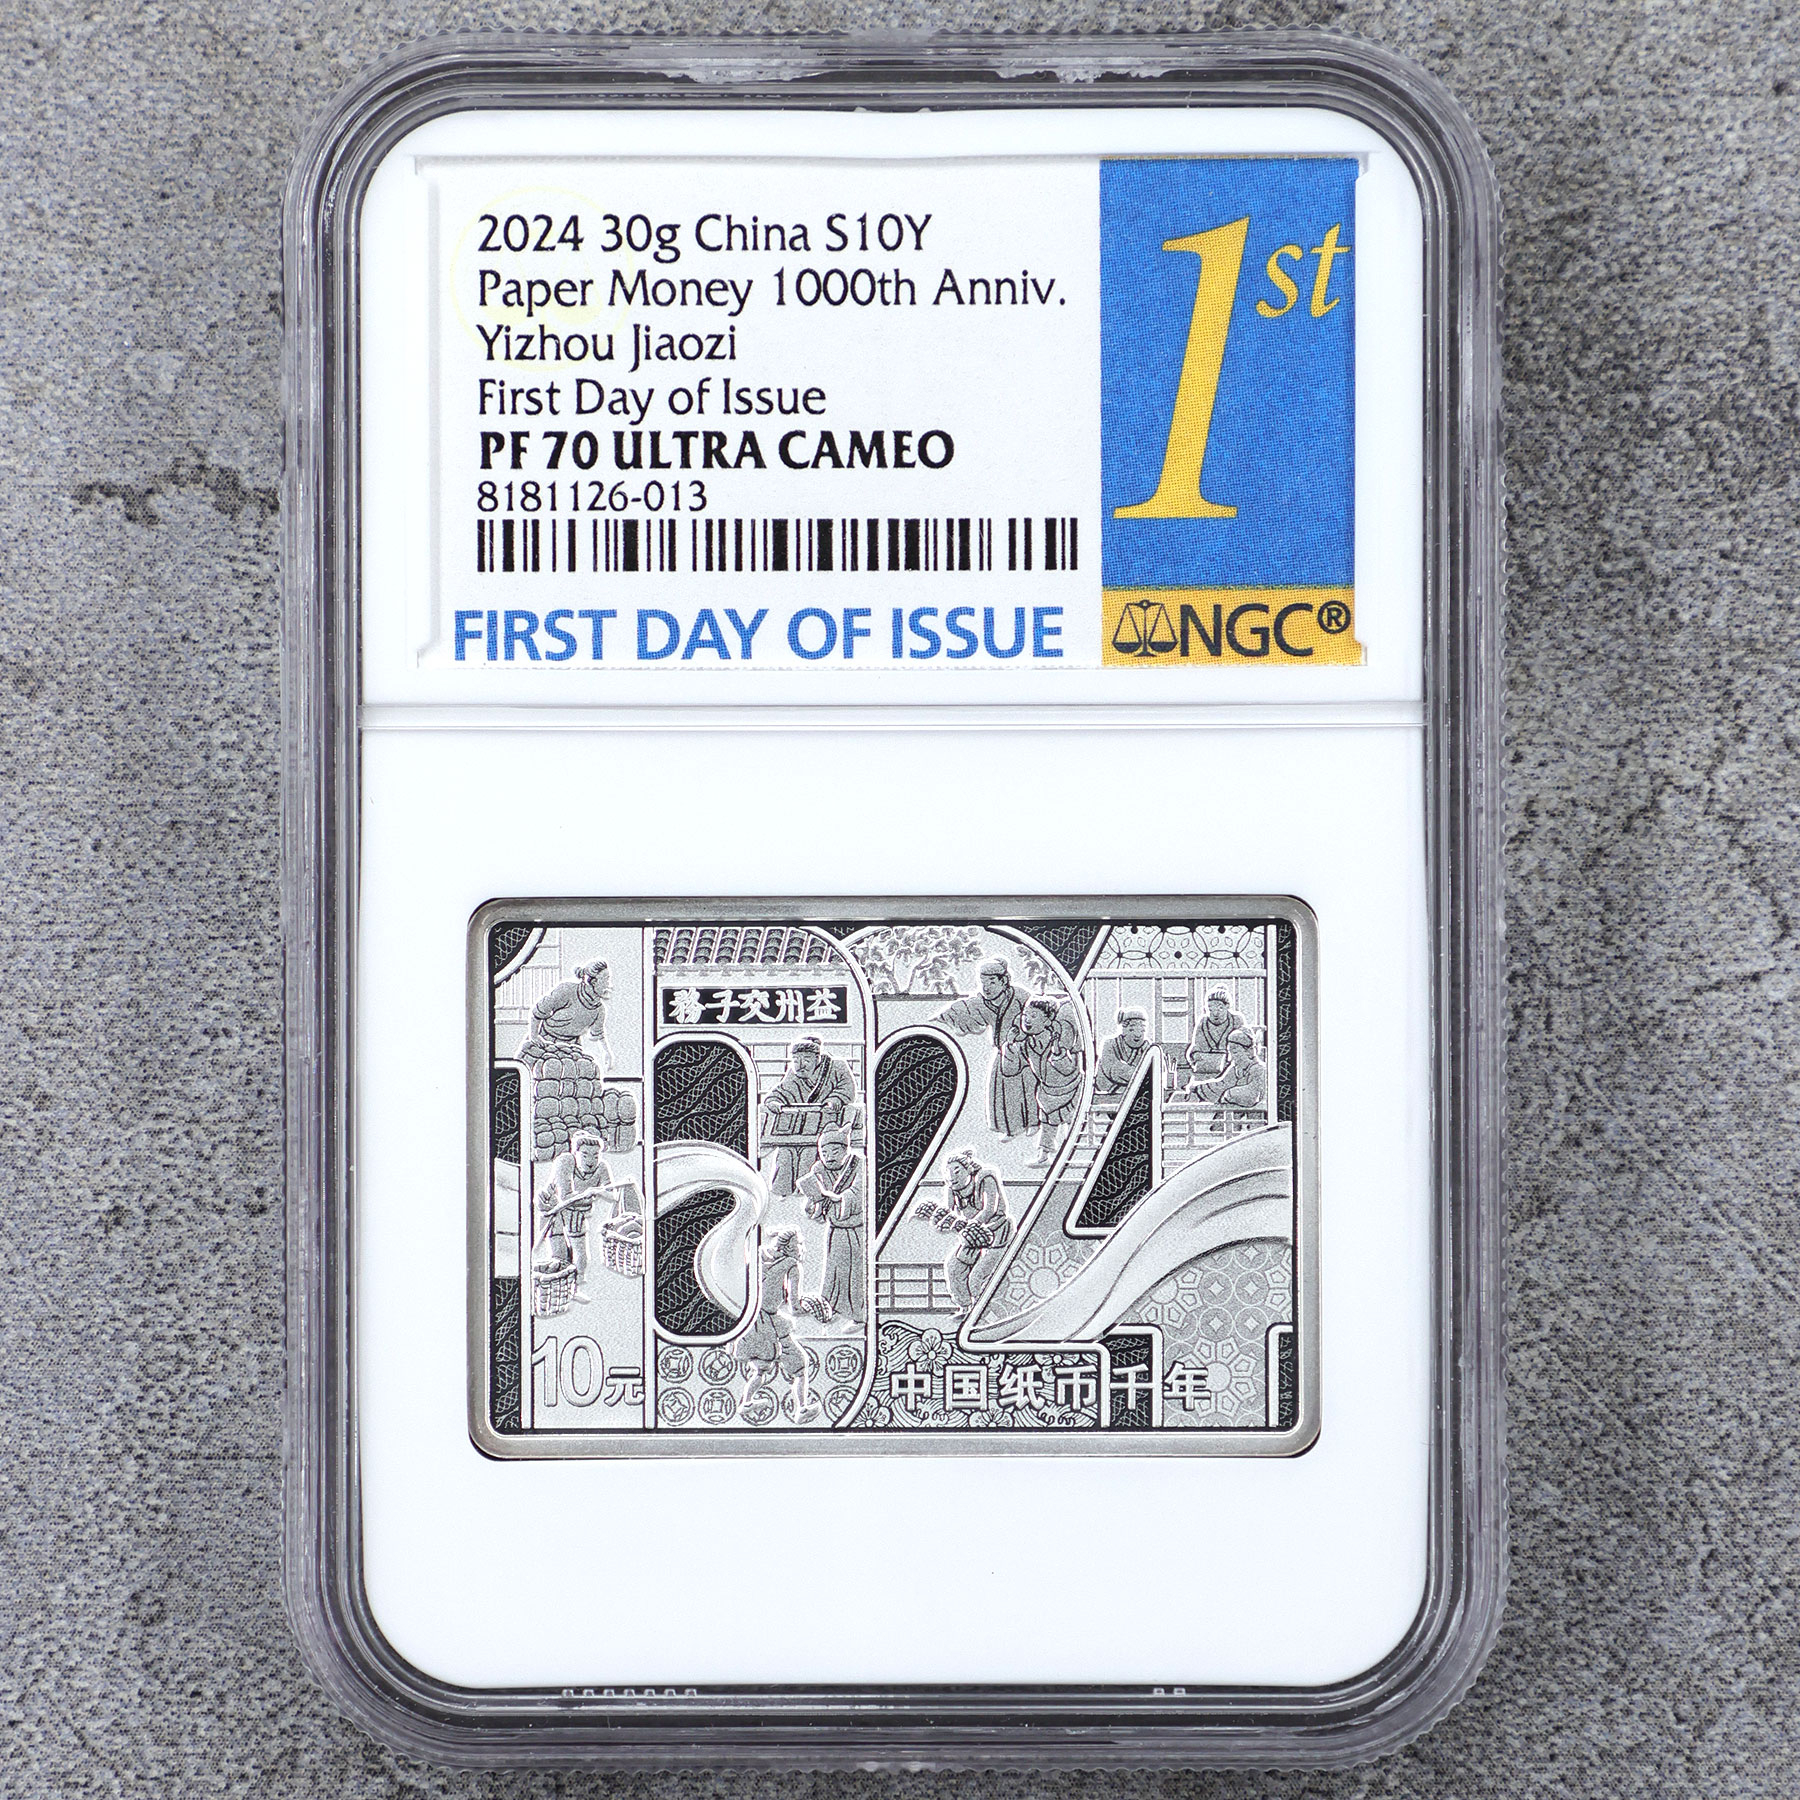 2024 30g China S10Y
Paper Money 1000th Anniv.
Yizhou Jiaozi
First Day of Issue
PF 70 ULTRA CAMEO
8181126-013
FIRST DAY OF ISSUE
1st
NGC®
務子交州益
1024
10元
中国纸币千年